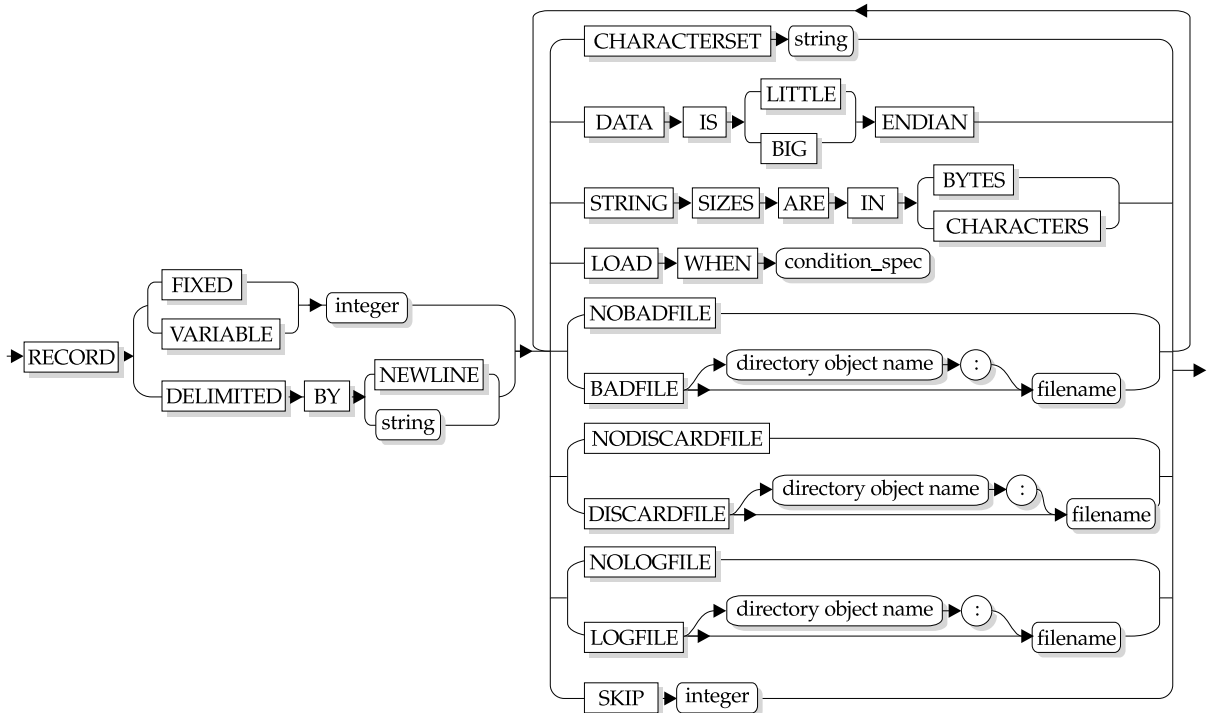 CHARACTERSET string
LITTLE
DATA IS ENDIAN
BIG
BYTES
STRING SIZES ARE IN
CHARACTERS
LOAD WHEN condition_spec
FIXED
integer
VARIABLE
RECORD
NEWLINE
DELIMITED BY
string
NOBADFILE
directory object name :
BADFILE filename
NODISCARDFILE
directory object name :
DISCARDFILE filename
NOLOGFILE
directory object name :
LOGFILE filename
SKIP integer